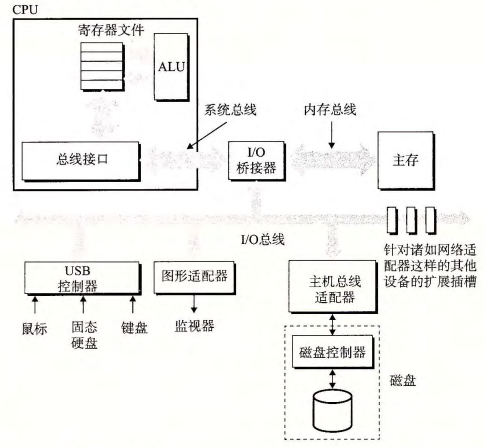 CPU
寄存器文件
ALU
系统总线
内存总线
总线接口
I/O
桥接器
主存
I/O总线
针对诸如网络适
配器这样的其他
设备的扩展插槽
USB
控制器
图形适配器
主机总线
适配器
鼠标
固态
硬盘
键盘
监视器
磁盘控制器
磁盘